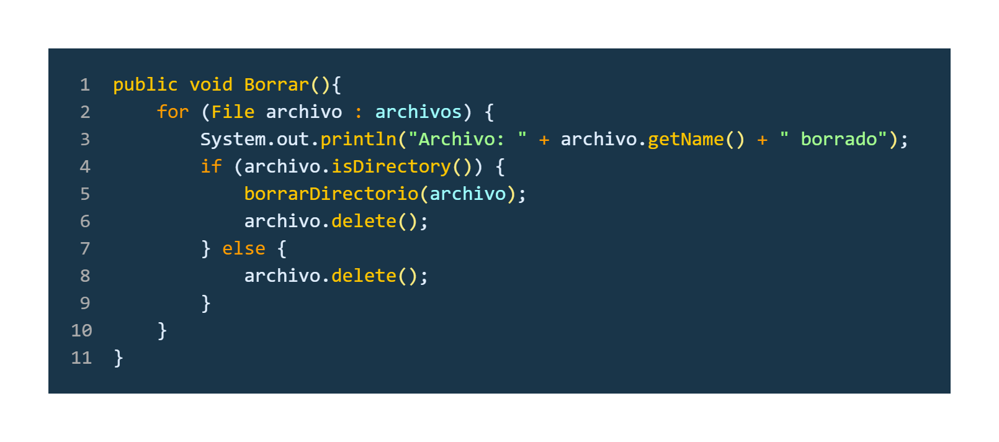 1 public void Borrar(){
2     for (File archivo : archivos) {
3         System.out.println("Archivo: " + archivo.getName() + " borrado");
4         if (archivo.isDirectory()) {
5             borrarDirectorio(archivo);
6             archivo.delete();
7         } else {
8             archivo.delete();
9         }
10     }
11 }